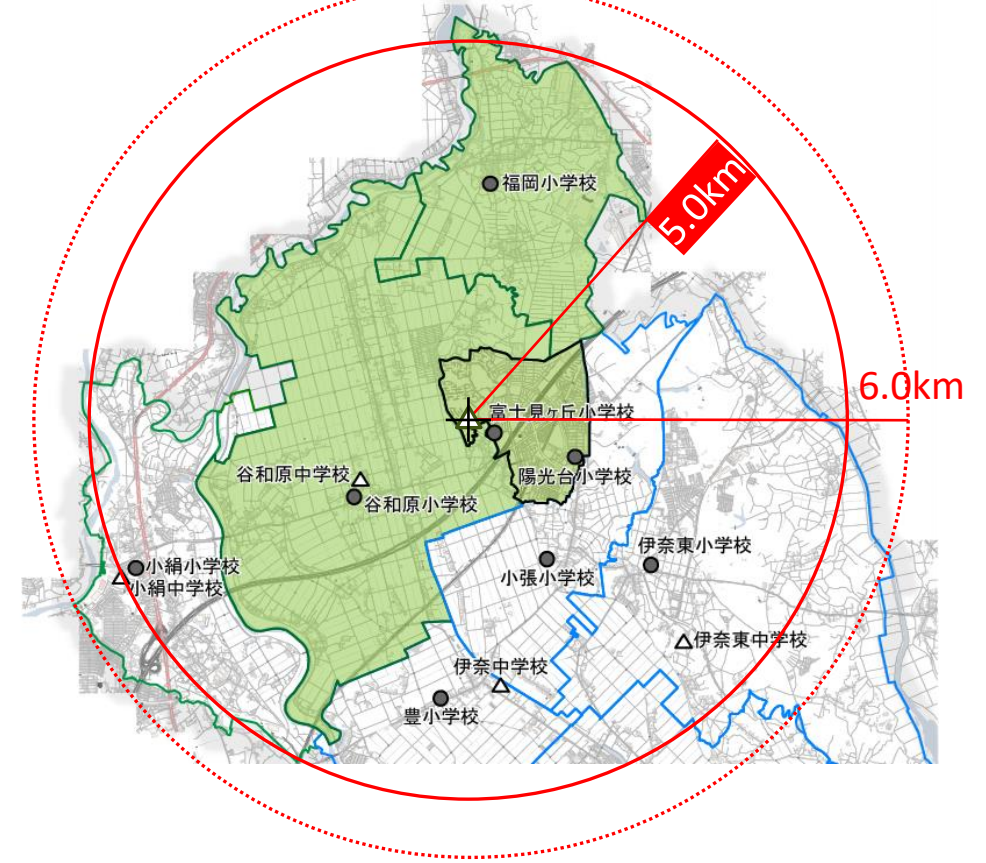 福岡小学校
5.0km
6.0km
富士見ヶ丘小学校
陽光台小学校
谷和原中学校
谷和原小学校
小絹小学校
小絹中学校
伊奈東小学校
小張小学校
伊奈東中学校
伊奈中学校
豊小学校